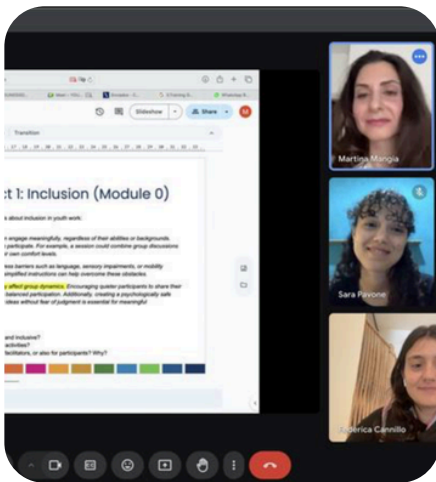 Slideshow
Share
M
Transition
ct 1: Inclusion (Module 0)
s about inclusion in youth work:
engage meaningfully, regardless of their abilities or backgrounds.
participate. For example, a session could combine group discussions
r own comfort levels.
ess barriers such as language, sensory impairments, or mobility
simplified instructions can help overcome these obstacles.
y affect group dynamics. Encouraging quieter participants to share their
balanced participation. Additionally, creating a psychologically safe
ideas without fear of judgment is essential for meaningful
and inclusive?
activities?
facilitators, or also for participants? Why?
Martina Mangia
Sara Pavone
Federica Cannillo